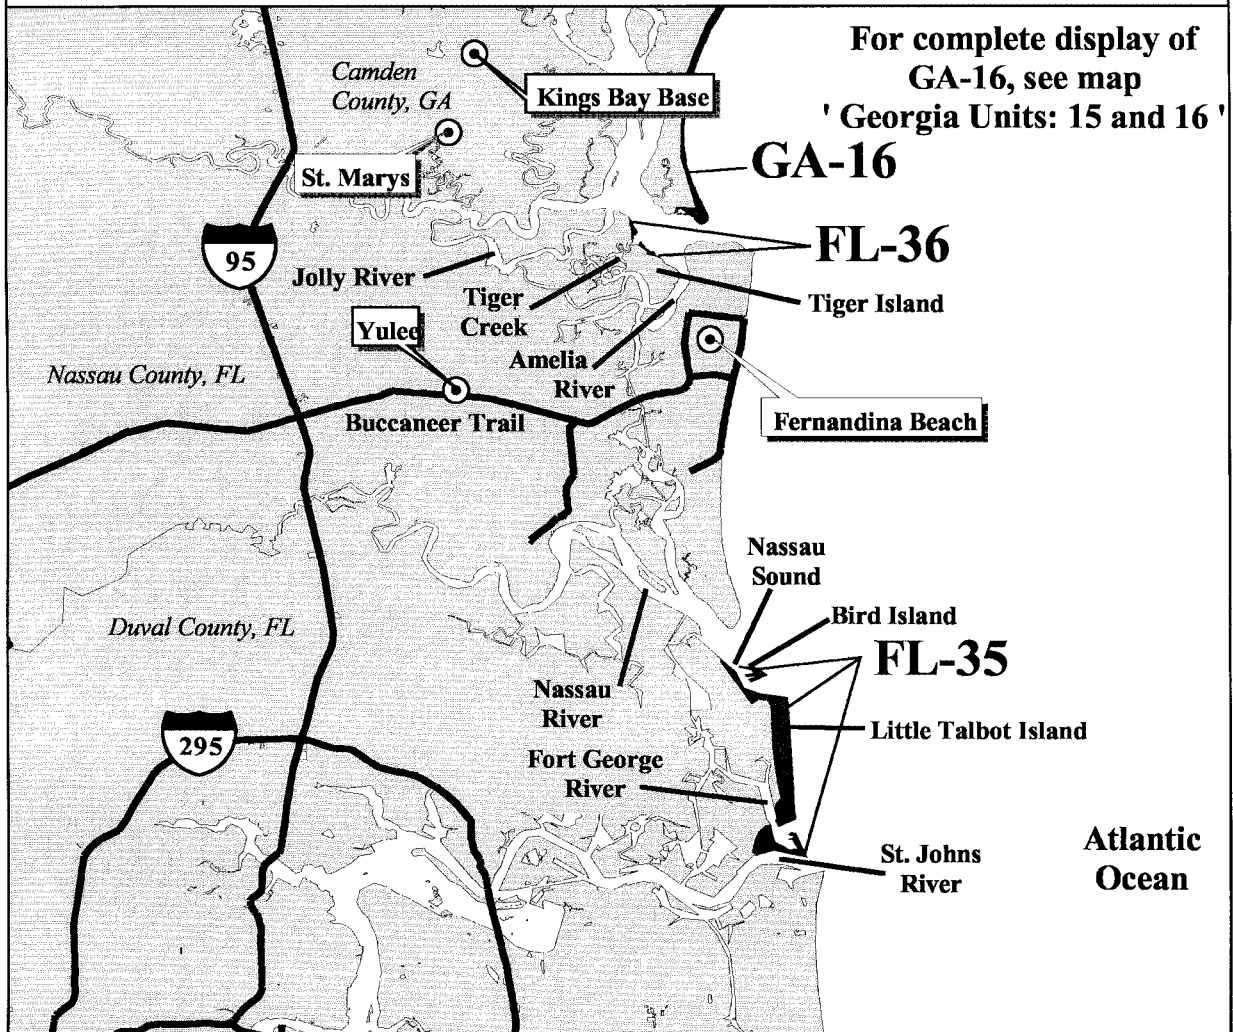 For complete display of
GA-16, see map
' Georgia Units: 15 and 16 '
Camden
County, GA
Kings Bay Base
St. Marys
GA-16
FL-36
95
Jolly River
Tiger
Creek
Tiger Island
Yulee
Amelia
River
Nassau County, FL
Buccaneer Trail
Fernandina Beach
Nassau
Sound
Bird Island
Duval County, FL
FL-35
Nassau
River
295
Little Talbot Island
Fort George
River
Atlantic
Ocean
St. Johns
River